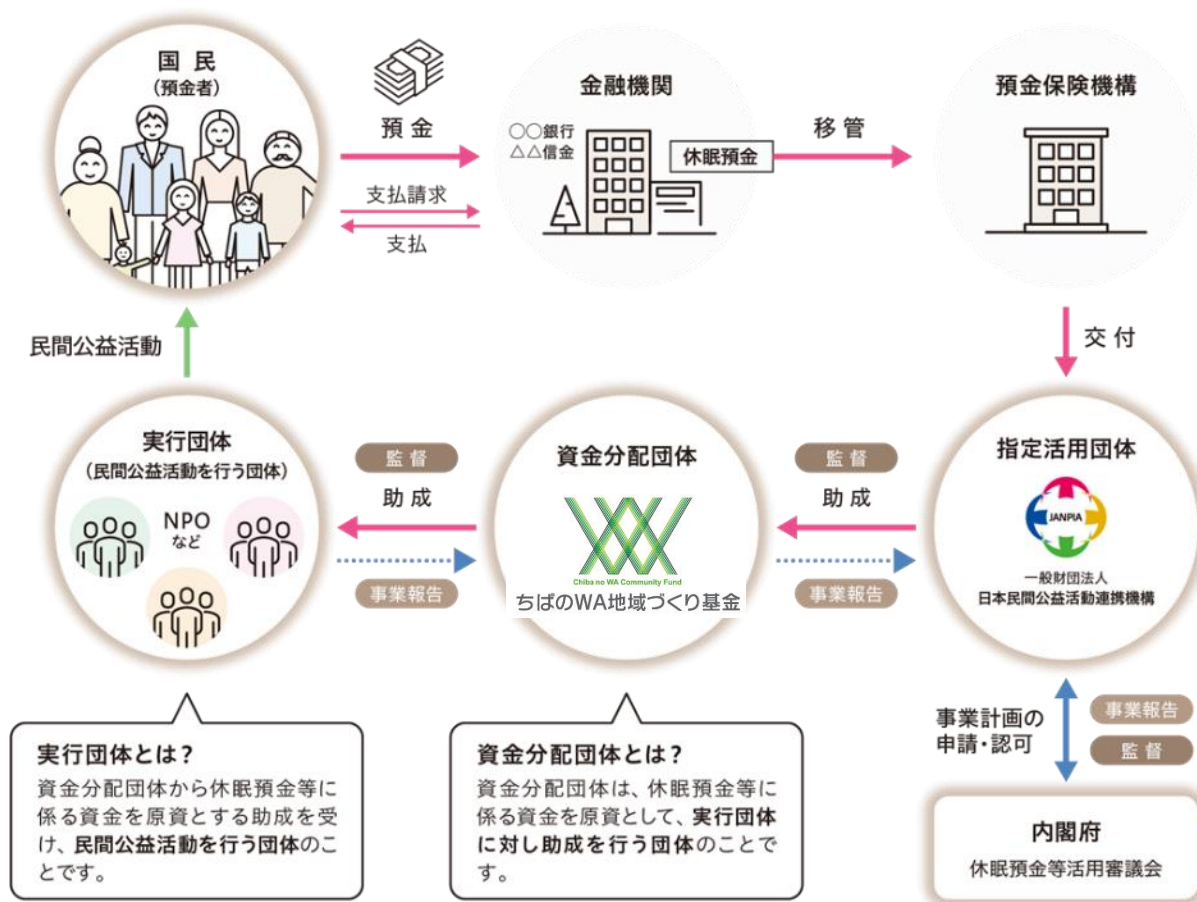 国 民
(預金者)
預 金
支払請求
支払
金融機関
○○銀行
△△信金
休眠預金
移 管
預金保険機構
交 付
民間公益活動
実行団体
(民間公益活動を行う団体)
NPO
など
監 督
助 成
事業報告
資金分配団体
Chiba no WA Community Fund
ちばのWA地域づくり基金
監 督
助 成
事業報告
指定活用団体
JANPIA
一般財団法人
日本民間公益活動連携機構
事業計画の
申請・認可
事業報告
監 督
内閣府
休眠預金等活用審議会
実行団体とは?
資金分配団体から休眠預金等に
係る資金を原資とする助成を受
け、民間公益活動を行う団体のこ
とです。
資金分配団体とは?
資金分配団体は、休眠預金等に
係る資金を原資として、実行団体
に対し助成を行う団体のことで
す。